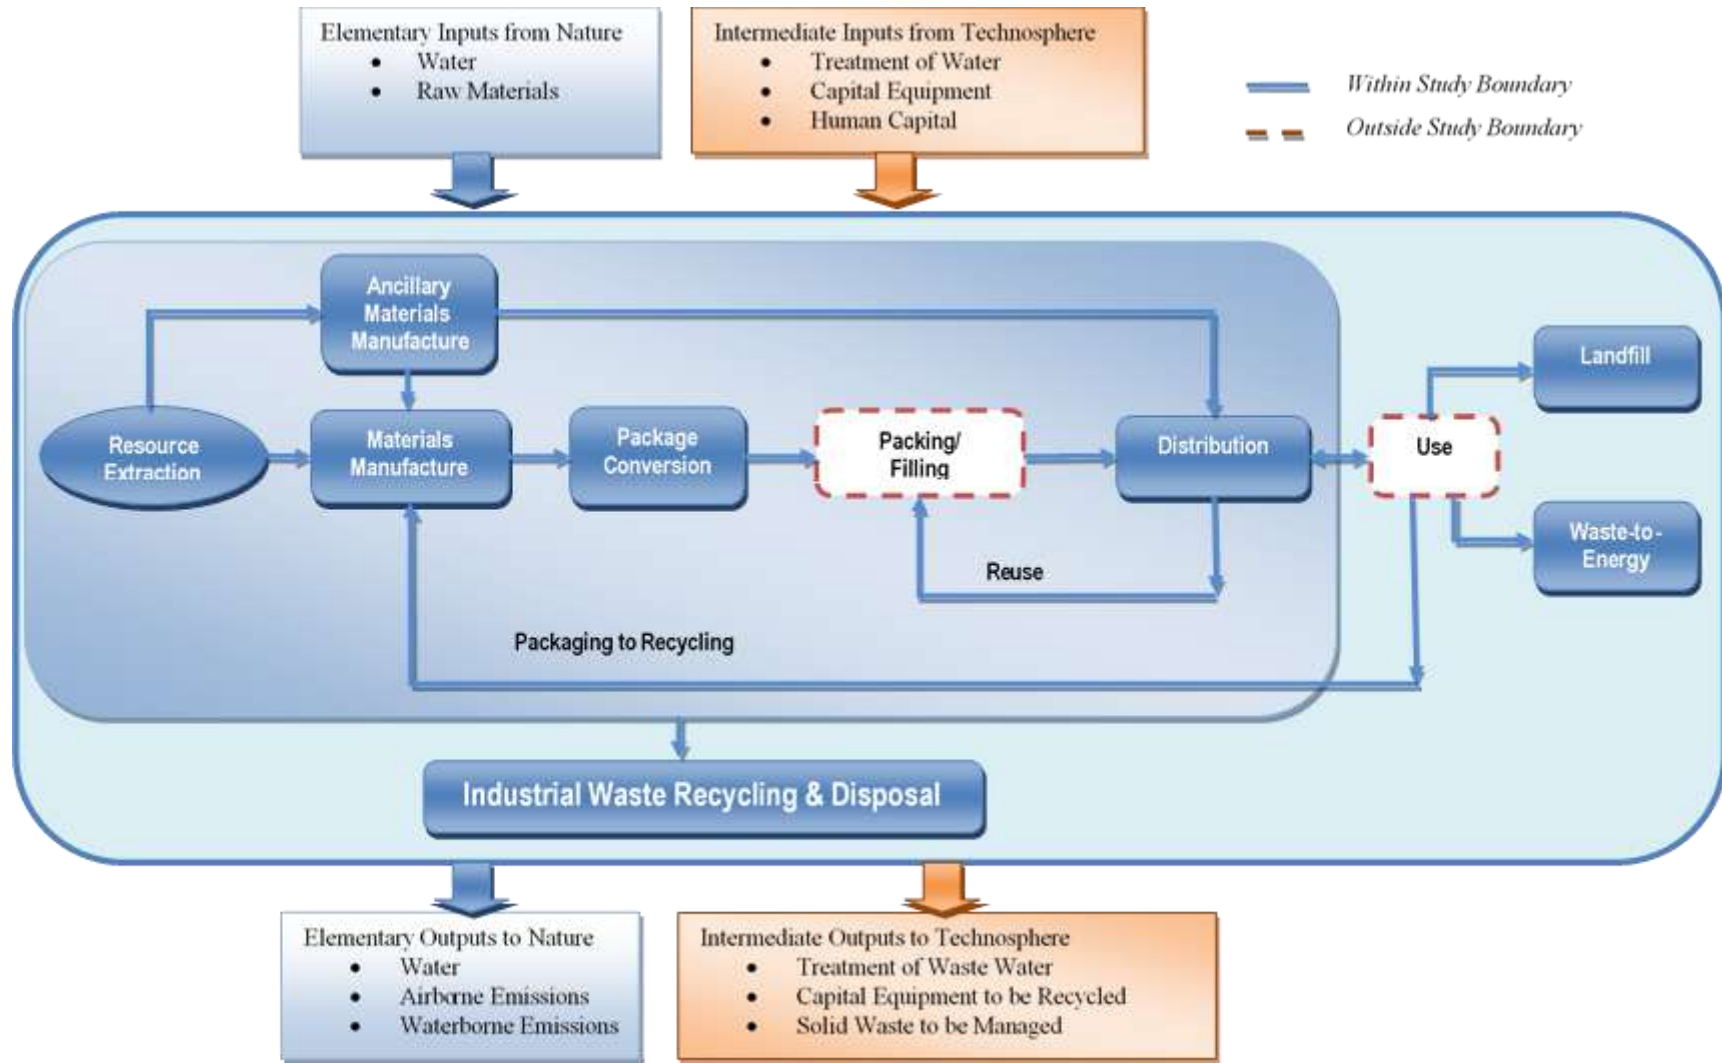 Elementary Inputs from Nature
• Water
• Raw Materials
Intermediate Inputs from Technosphere
• Treatment of Water
• Capital Equipment
• Human Capital
Within Study Boundary
Outside Study Boundary
Ancillary
Materials
Manufacture
Resource
Extraction
Materials
Manufacture
Package
Conversion
Packing/
Filling
Distribution
Use
Landfill
Waste-to-
Energy
Reuse
Packaging to Recycling
Industrial Waste Recycling & Disposal
Elementary Outputs to Nature
• Water
• Airborne Emissions
• Waterborne Emissions
Intermediate Outputs to Technosphere
• Treatment of Waste Water
• Capital Equipment to be Recycled
• Solid Waste to be Managed